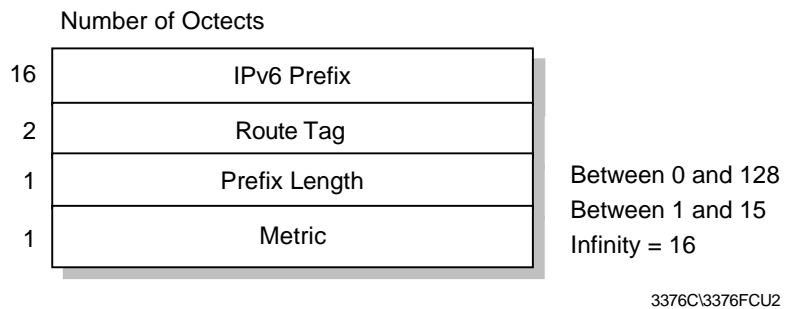 Number of Octects
16 IPv6 Prefix
2 Route Tag
1 Prefix Length Between 0 and 128
Between 1 and 15
1 Metric Infinity = 16
3376C\3376FCU2